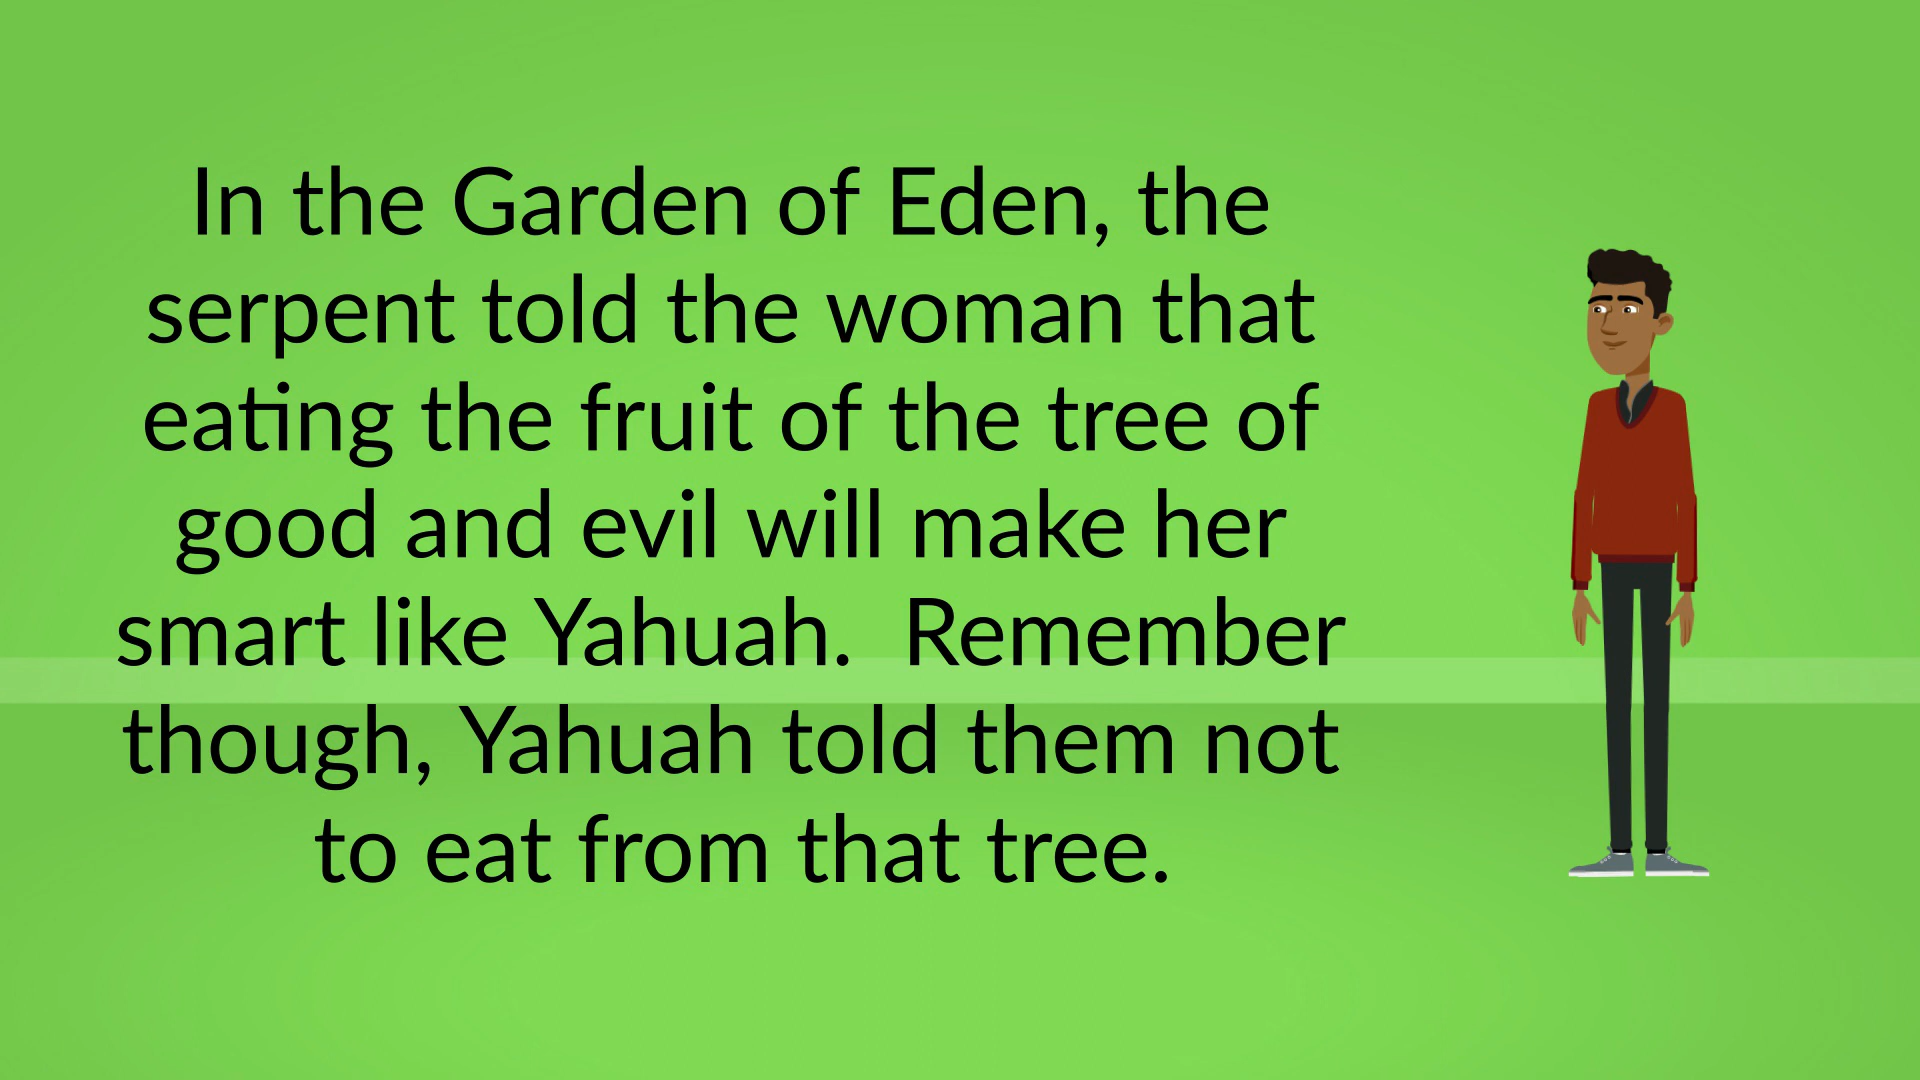 In the Garden of Eden, the
serpent told the woman that
eating the fruit of the tree of
good and evil will make her
smart like Yahuah.  Remember
though, Yahuah told them not
to eat from that tree.